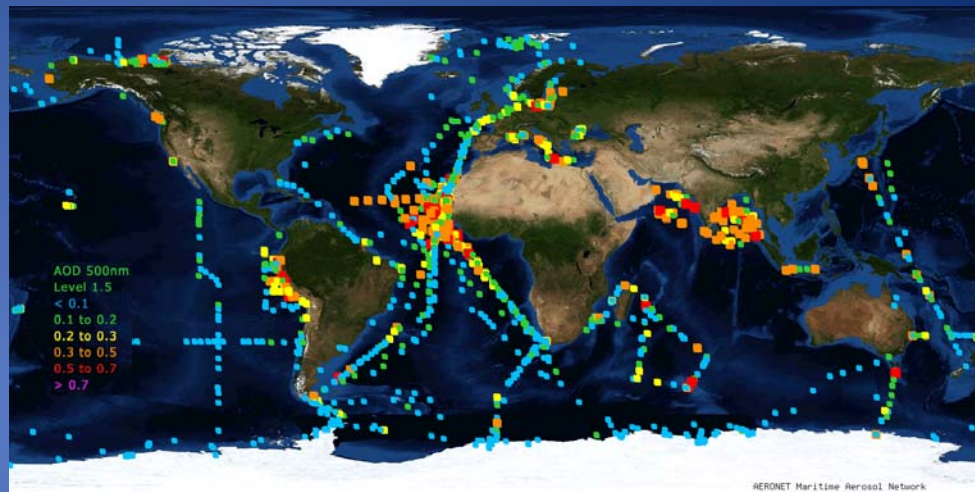 AOD 500nm
Level 1.5
< 0.1
0.1 to 0.2
0.2 to 0.3
0.3 to 0.5
0.5 to 0.7
> 0.7
AERONET Maritime Aerosol Network